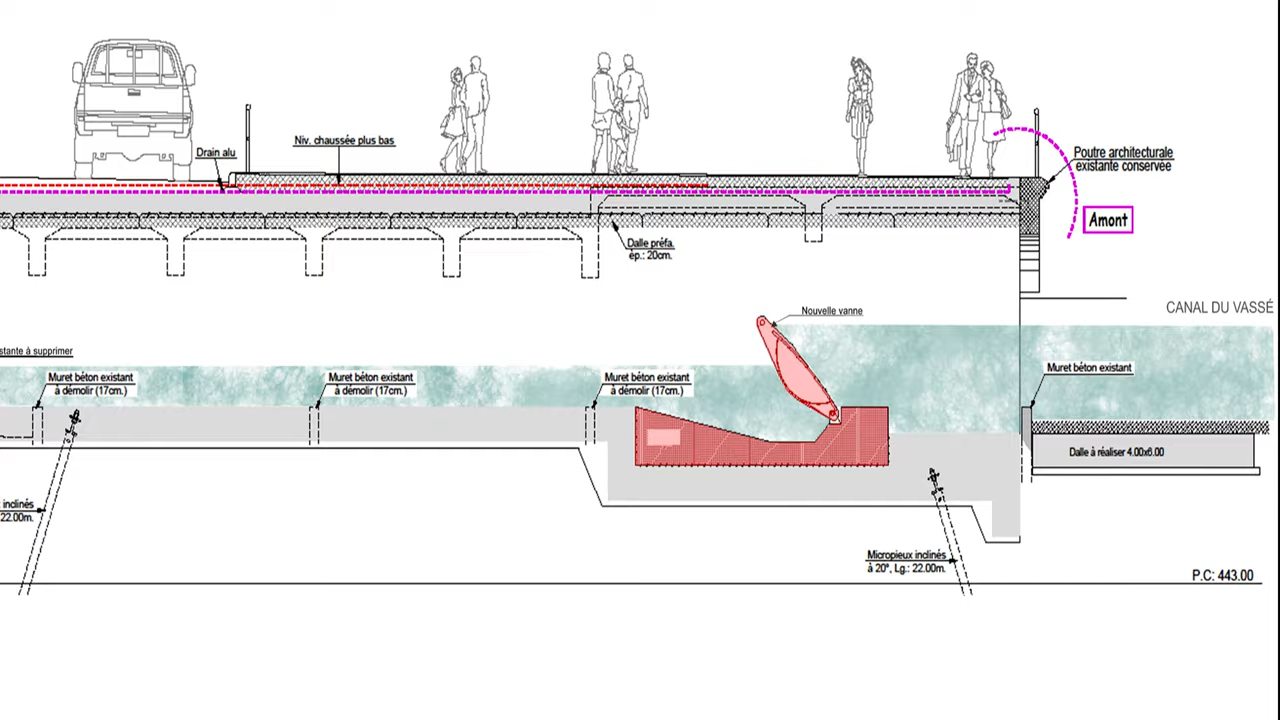 Niv. chaussée plus bas
Drain alu
Poutre architecturale
existante conservée
Amont
Dalle préfa.
ép.: 20cm.
Nouvelle vanne
CANAL DU VASSÉ
stante à supprimer
Muret béton existant
à démolir (17cm.)
Muret béton existant
à démolir (17cm.)
Muret béton existant
à démolir (17cm.)
Muret béton existant
Dalle à réaliser 4.00x6.00
inclinés
22.00m.
Micropieux inclinés
à 20°, Lg.: 22.00m.
P.C: 443.00